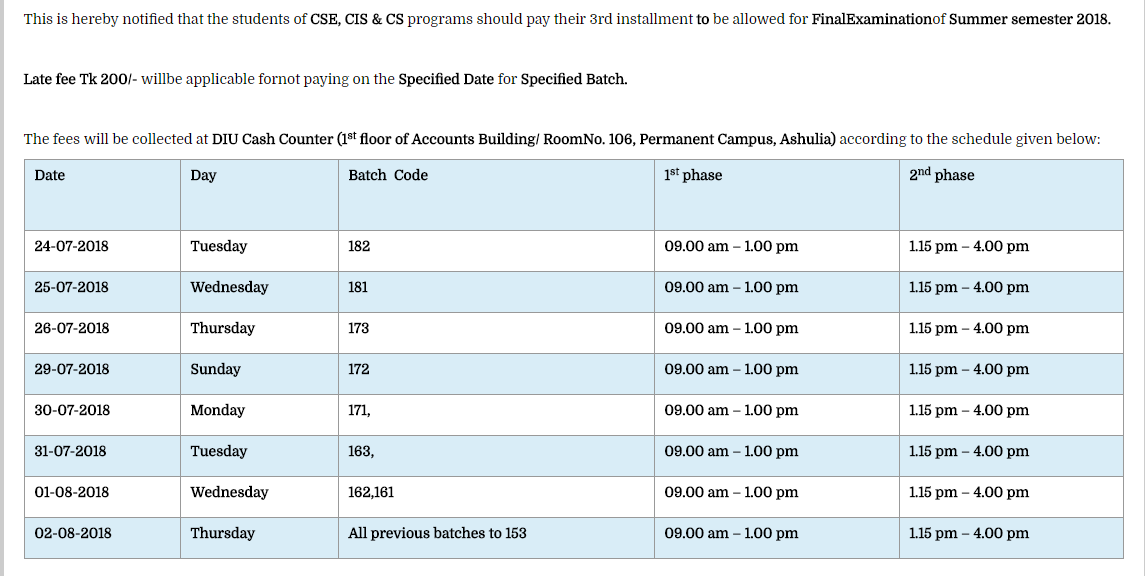 This is hereby notified that the students of CSE, CIS & CS programs should pay their 3rd installment to be allowed for FinalExaminationof Summer semester 2018.
Late fee Tk 200/- willbe applicable fornot paying on the Specified Date for Specified Batch.
The fees will be collected at DIU Cash Counter (1st floor of Accounts Building/ RoomNo. 106, Permanent Campus, Ashulia) according to the schedule given below:
Date Day Batch Code 1st phase 2nd phase
24-07-2018 Tuesday 182 09.00 am – 1.00 pm 1.15 pm – 4.00 pm
25-07-2018 Wednesday 181 09.00 am – 1.00 pm 1.15 pm – 4.00 pm
26-07-2018 Thursday 173 09.00 am – 1.00 pm 1.15 pm – 4.00 pm
29-07-2018 Sunday 172 09.00 am – 1.00 pm 1.15 pm – 4.00 pm
30-07-2018 Monday 171, 09.00 am – 1.00 pm 1.15 pm – 4.00 pm
31-07-2018 Tuesday 163, 09.00 am – 1.00 pm 1.15 pm – 4.00 pm
01-08-2018 Wednesday 162,161 09.00 am – 1.00 pm 1.15 pm – 4.00 pm
02-08-2018 Thursday All previous batches to 153 09.00 am – 1.00 pm 1.15 pm – 4.00 pm